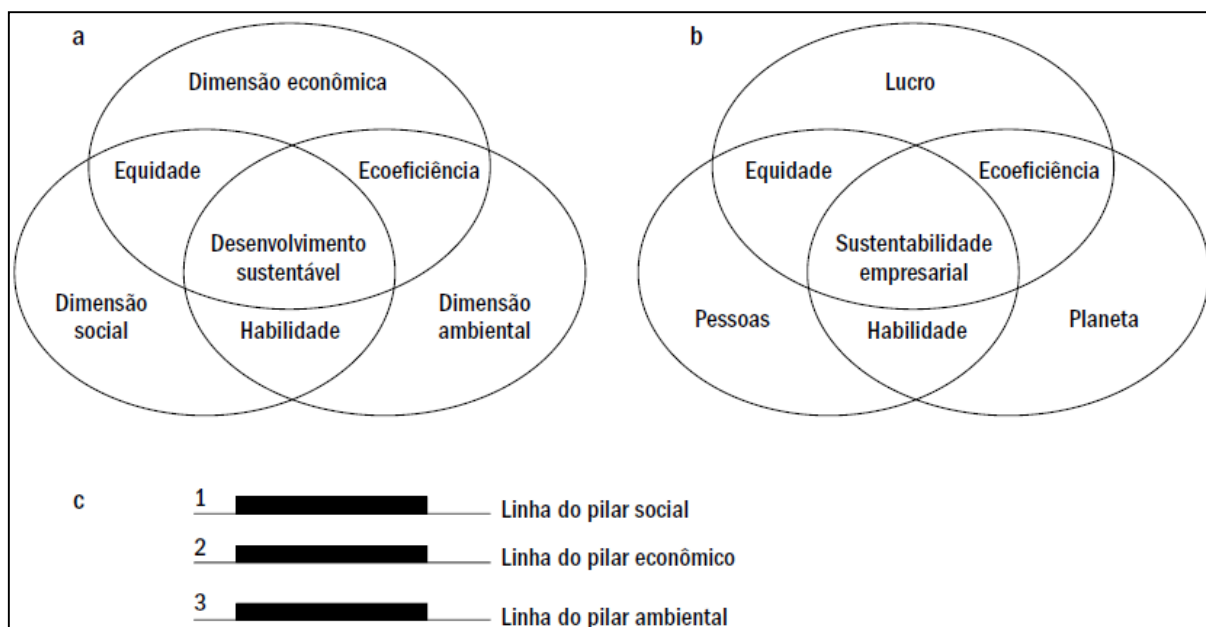 a
Dimensão econômica
Equidade
Ecoeficiência
Desenvolvimento
sustentável
Dimensão
social
Habilidade
Dimensão
ambiental
b
Lucro
Equidade
Ecoeficiência
Sustentabilidade
empresarial
Pessoas
Habilidade
Planeta
c
1 Linha do pilar social
2 Linha do pilar econômico
3 Linha do pilar ambiental